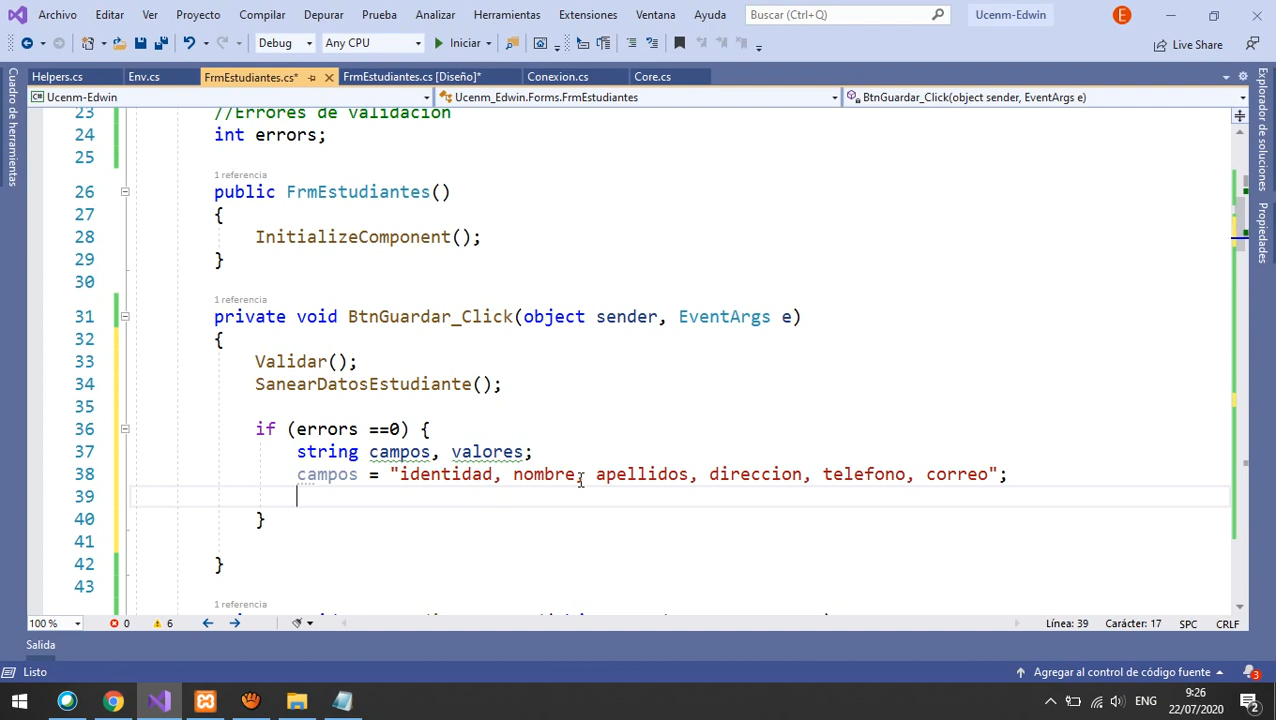 Archivo Editar Ver Proyecto Compilar Depurar Prueba Analizar Herramientas Extensiones Ventana Ayuda Buscar (Ctrl+Q) Ucenm-Edwin E
Debug Any CPU Iniciar Live Share
Helpers.cs Env.cs FrmEstudiantes.cs* FrmEstudiantes.cs [Diseño]* Conexion.cs Core.cs
Ucenm-Edwin Ucenm_Edwin.Forms.FrmEstudiantes BtnGuardar_Click(object sender, EventArgs e)
Cuadro de herramientas
Explorador de soluciones
Propiedades
23 //Errores de validacion
24 int errors;
25
1 referencia
26 public FrmEstudiantes()
27 {
28 InitializeComponent();
29 }
30
1 referencia
31 private void BtnGuardar_Click(object sender, EventArgs e)
32 {
33 Validar();
34 SanearDatosEstudiante();
35
36 if (errors ==0) {
37 string campos, valores;
38 campos = "identidad, nombre, apellidos, direccion, telefono, correo";
39
40 }
41
42 }
43
1 referencia
100 % 0 6 Línea: 39 Carácter: 17 SPC CRLF
Salida
Listo Agregar al control de código fuente 3
ENG 9:26
22/07/2020 2